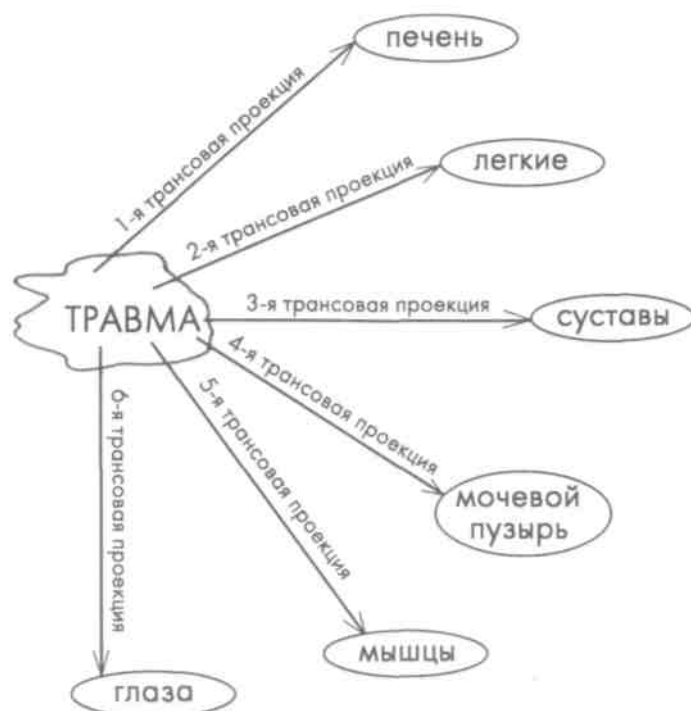 печень
1-я трансовая проекция
легкие
2-я трансовая проекция
ТРАВМА
3-я трансовая проекция
суставы
4-я трансовая проекция
мочевой
пузырь
5-я трансовая проекция
мышцы
6-я трансовая проекция
глаза